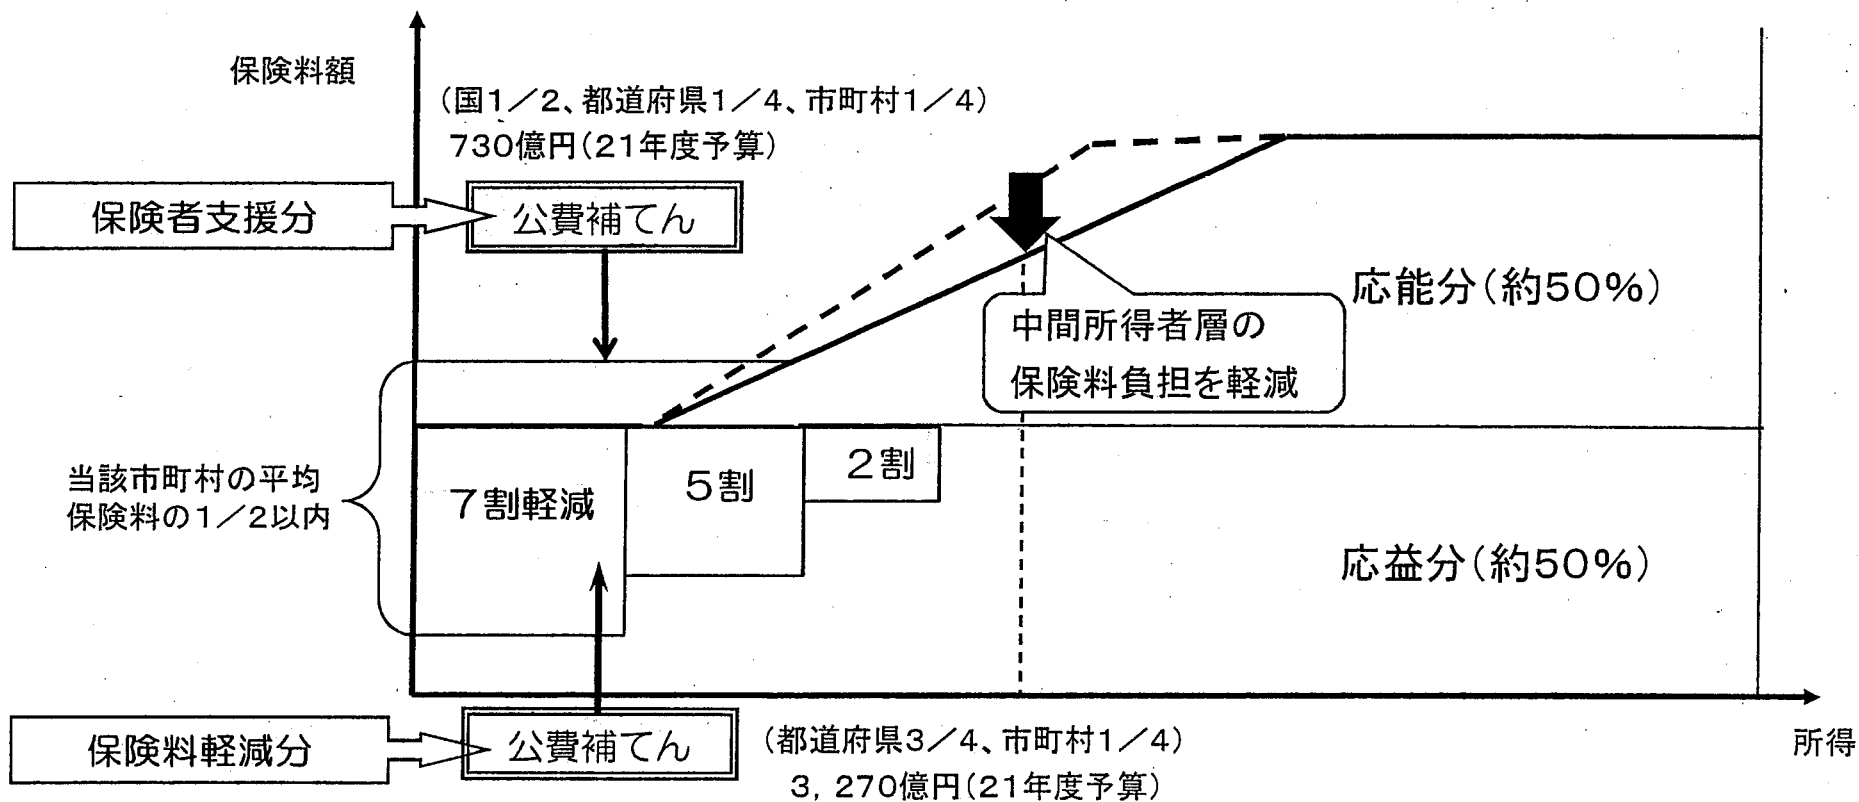 保険料額
(国1/2、都道府県1/4、市町村1/4)
730億円(21年度予算)
保険者支援分
公費補てん
応能分(約50%)
中間所得者層の
保険料負担を軽減
当該市町村の平均
保険料の1/2以内
7割軽減
5割
2割
応益分(約50%)
保険料軽減分
公費補てん
(都道府県3/4、市町村1/4)
3,270億円(21年度予算)
所得